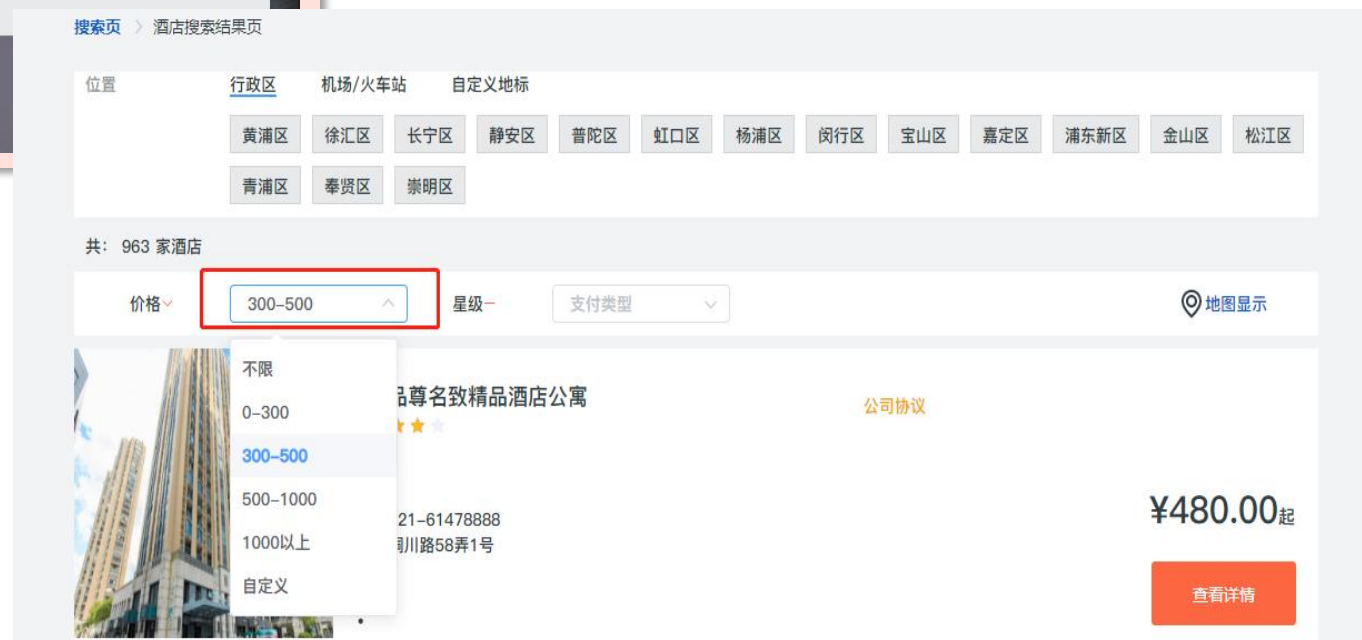 搜索页 > 酒店搜索结果页
位置 行政区 机场/火车站 自定义地标
黄浦区 徐汇区 长宁区 静安区 普陀区 虹口区 杨浦区 闵行区 宝山区 嘉定区 浦东新区 金山区 松江区
青浦区 奉贤区 崇明区
共： 963 家酒店
价格 300-500 星级 支付类型 地图显示
不限
0-300
300-500
500-1000
1000以上
自定义
品尊名致精品酒店公寓
公司协议
21-61478888
川路58弄1号
¥480.00起
查看详情